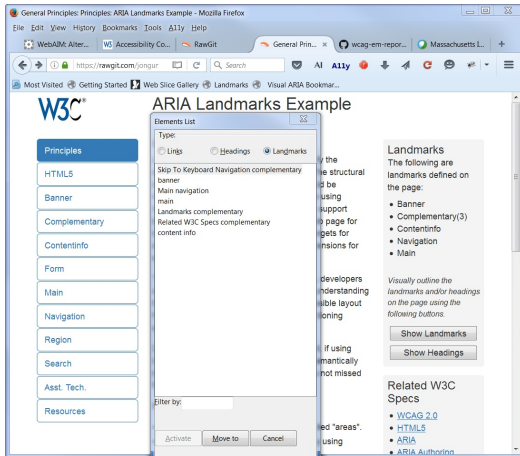 General Principles: Principles: ARIA Landmarks Example - Mozilla Firefox
File Edit View History Bookmarks Tools A11y Help
WebAIM: Alter... W3 Accessibility Co... RawGit General Prin... × wcag-em-repor... Massachusetts I... +
https://rawgit.com/jongur Search AI A11y
Most Visited Getting Started Web Slice Gallery Landmarks Visual ARIA Bookmar...
W3C®
ARIA Landmarks Example
Principles
HTML5
Banner
Complementary
Contentinfo
Form
Main
Navigation
Region
Search
Asst. Tech.
Resources
Elements List
Type:
Links Headings Landmarks
Skip To Keyboard Navigation complementary
banner
Main navigation
main
Landmarks complementary
Related W3C Specs complementary
content info
Filter by:
Activate Move to Cancel
y the
e structural
d be
using
support
page for
gets for
nsions for
developers
nderstanding
sible layout
oning
if using
mantically
not missed
ed "areas".
using
Landmarks
The following are
landmarks defined on
the page:
• Banner
• Complementary(3)
• Contentinfo
• Navigation
• Main
Visually outline the
landmarks and/or headings
on the page using the
following buttons.
Show Landmarks
Show Headings
Related W3C
Specs
• WCAG 2.0
• HTML5
• ARIA
• ARIA Authoring